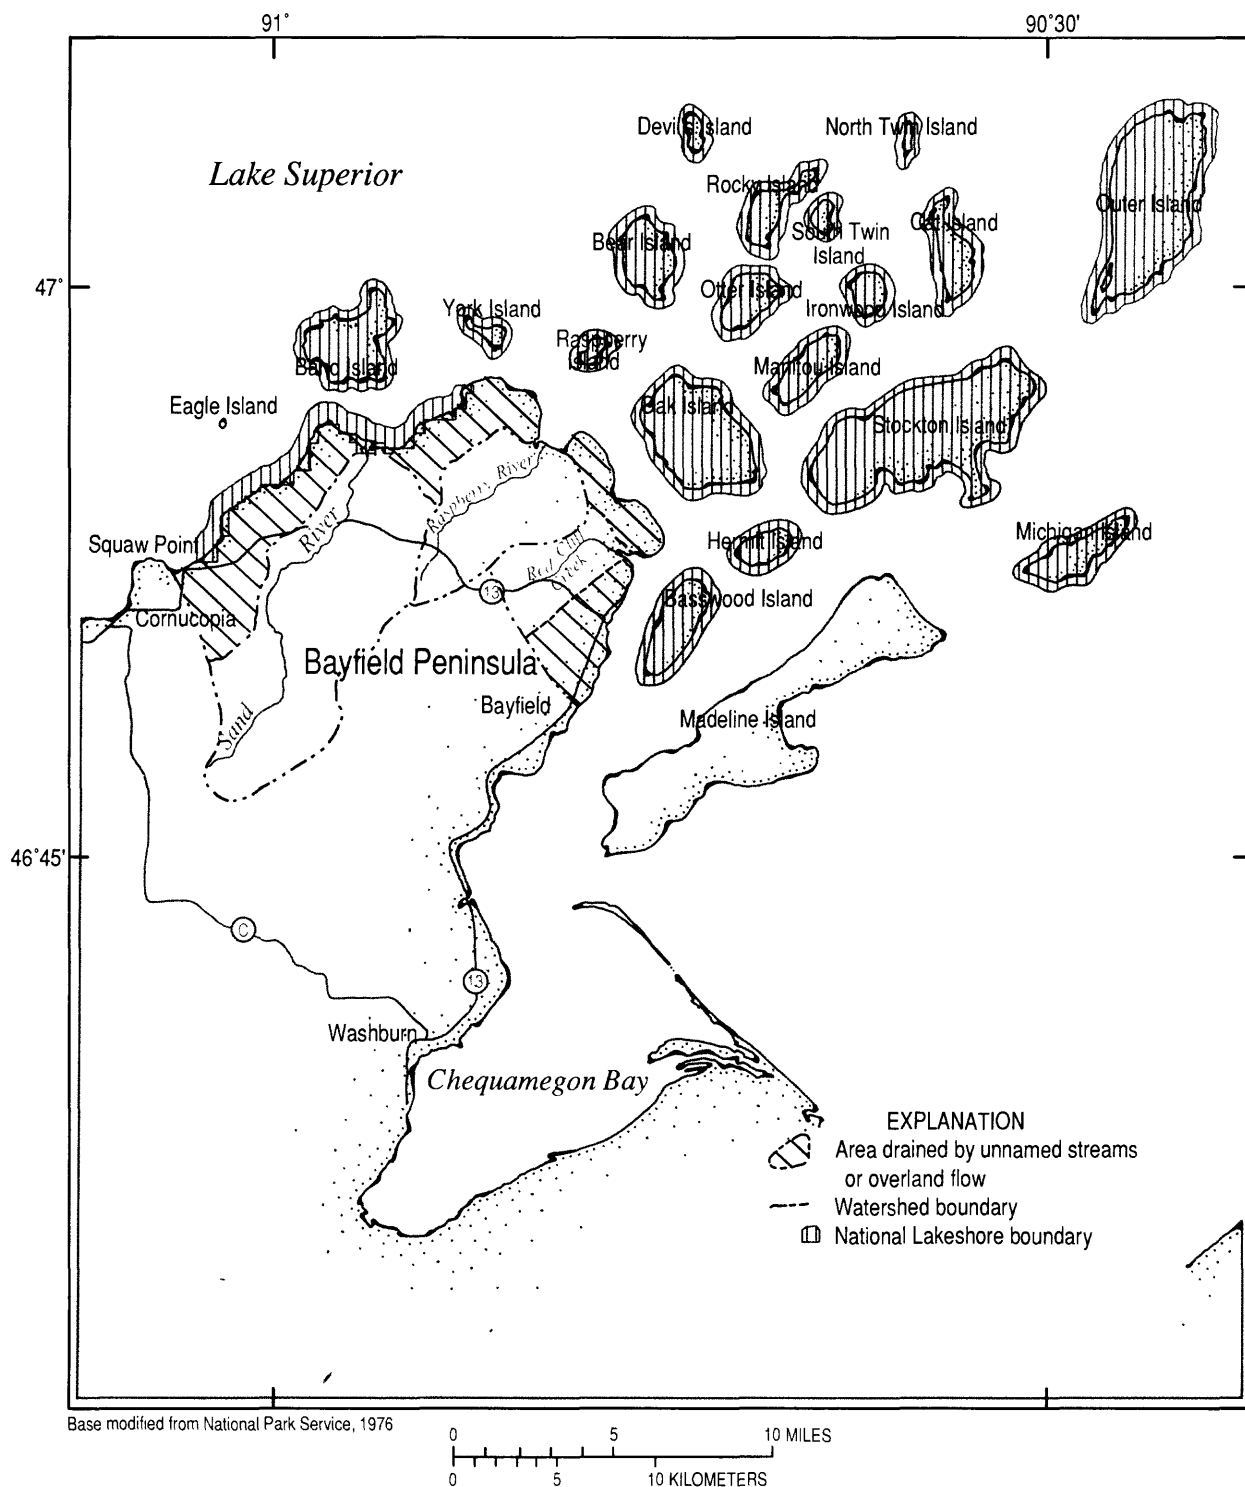 91°
90°30'
Devils Island
North Twin Island
Lake Superior
Rocky Island
Outer Island
Cat Island
South Twin
Island
Bear Island
47°
Otter Island
Ironwood Island
York Island
Raspberry
Island
Manitou Island
Sand Island
Eagle Island
Oak Island
Stockton Island
Raspberry River
River
Squaw Point
Hermit Island
Michigan Island
Red Cliff
Creek
13
Basswood Island
Cornucopia
Bayfield Peninsula
Bayfield
Sand
Madeline Island
46°45'
C
13
Washburn
Chequamegon Bay
EXPLANATION
Area drained by unnamed streams
or overland flow
Watershed boundary
National Lakeshore boundary
Base modified from National Park Service, 1976
0 5 10 MILES
0 5 10 KILOMETERS